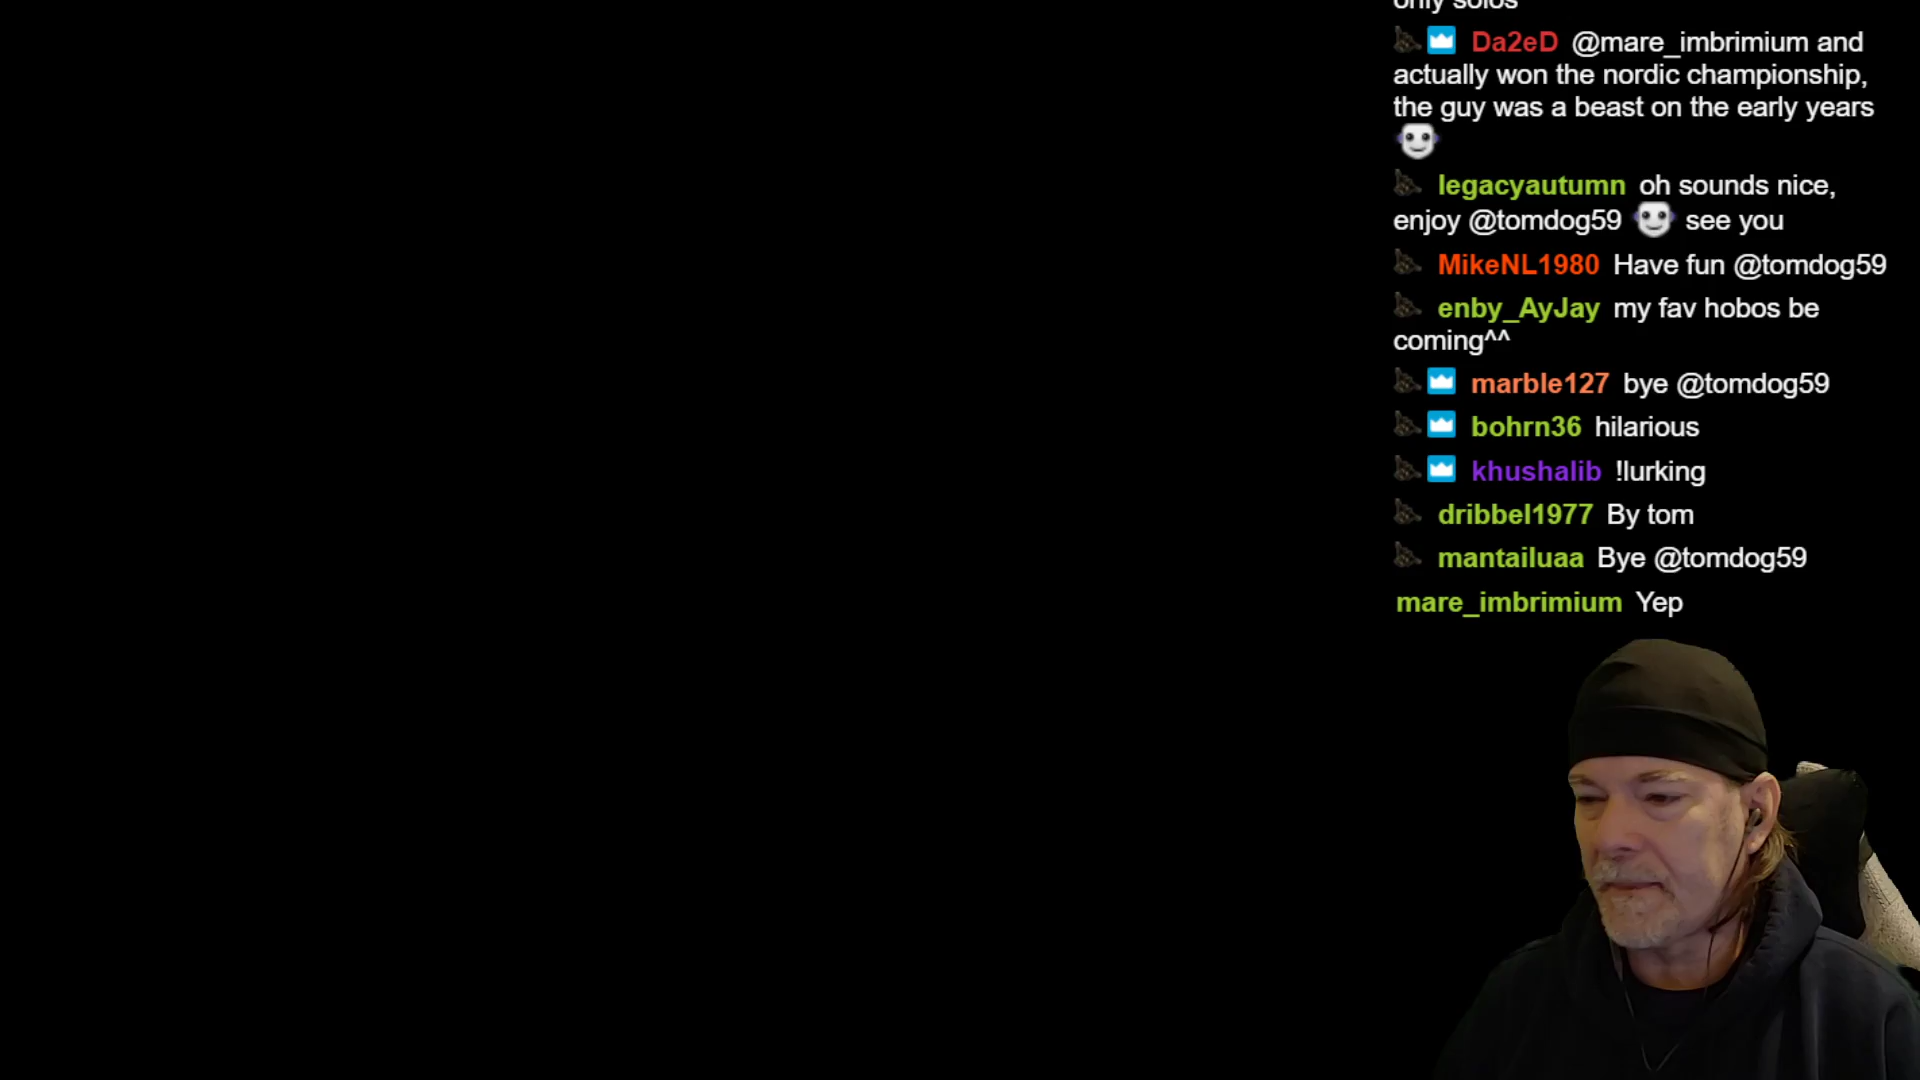 only solos
Da2eD @mare_imbrimium and
actually won the nordic championship,
the guy was a beast on the early years
legacyautumn oh sounds nice,
enjoy @tomdog59 see you
MikeNL1980 Have fun @tomdog59
enby_AyJay my fav hobos be
coming^^
marble127 bye @tomdog59
bohrn36 hilarious
khushalib !lurking
dribbel1977 By tom
mantailuaa Bye @tomdog59
mare_imbrimium Yep